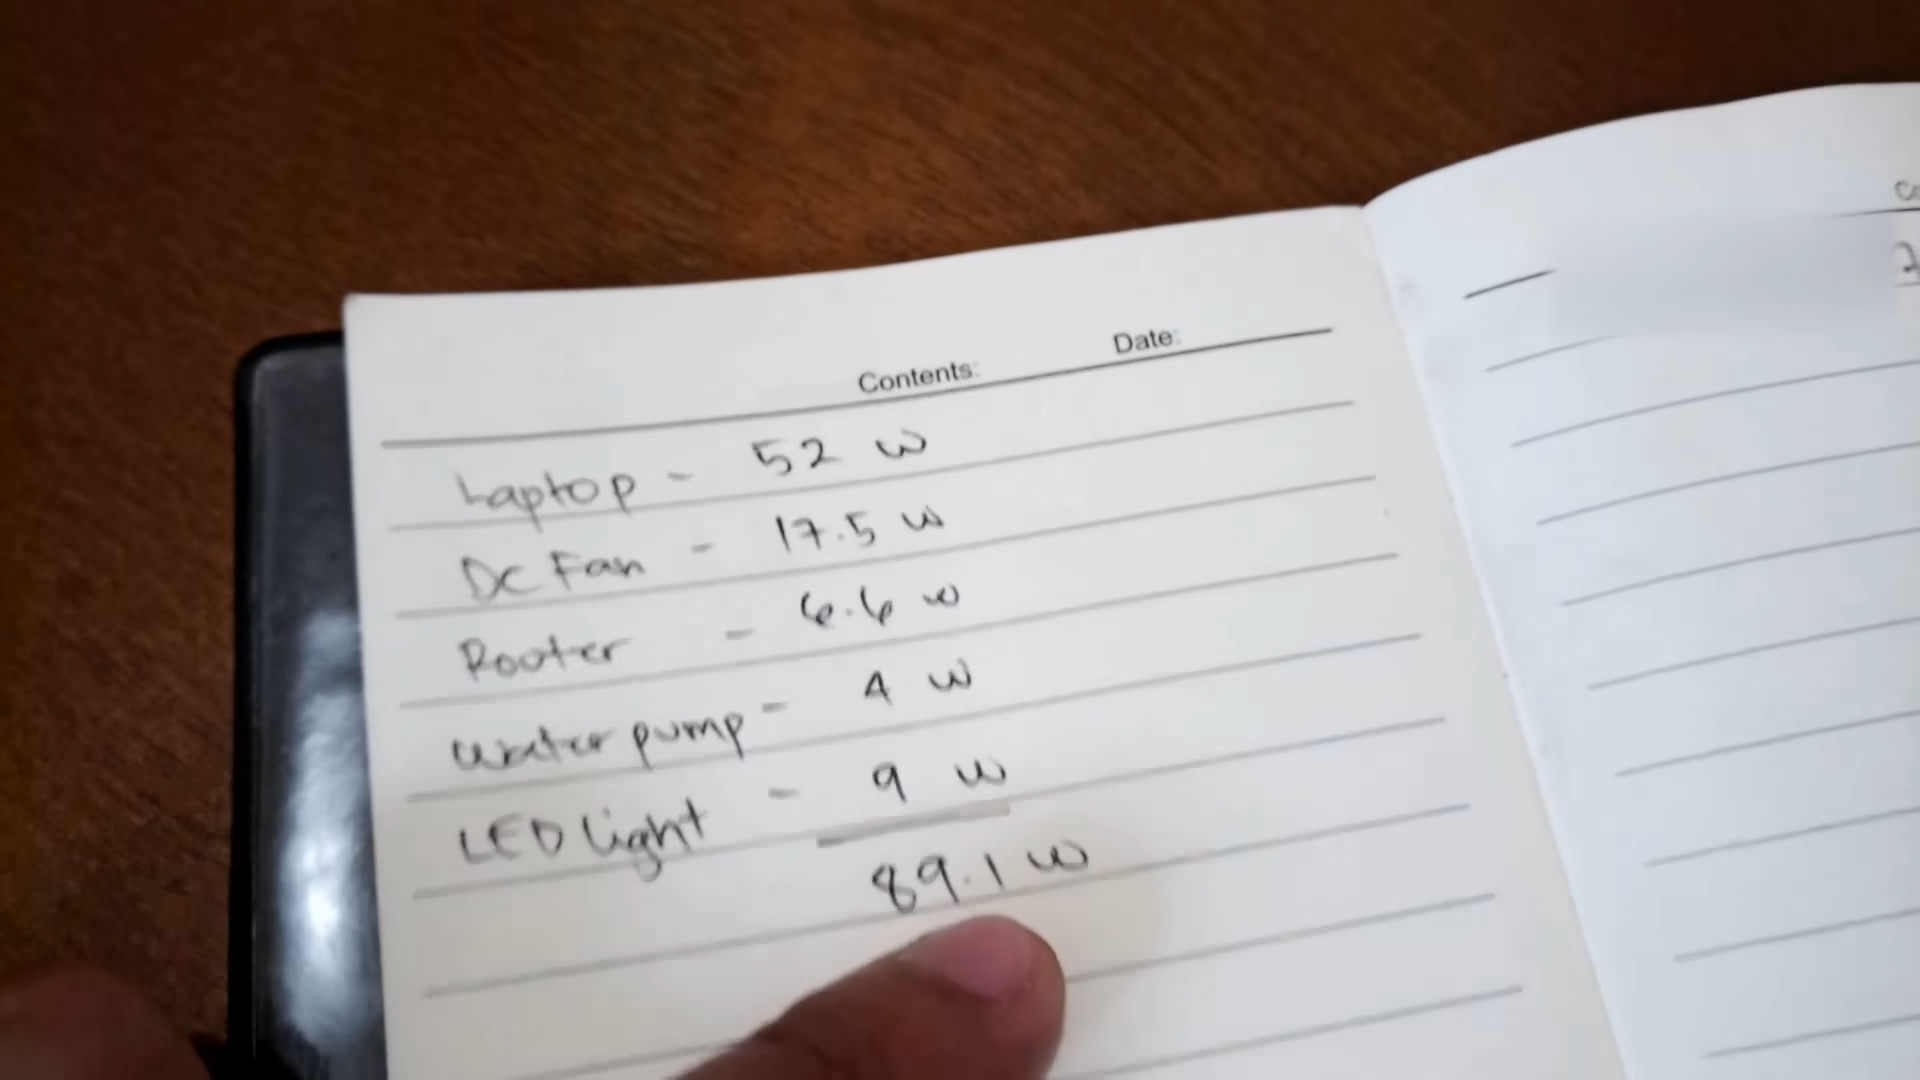 Contents:
Date:
Laptop - 52 W
DC Fan - 17.5 W
Rooter - 6.6 W
Water pump - 4 W
LED light - 9 W
89.1 W